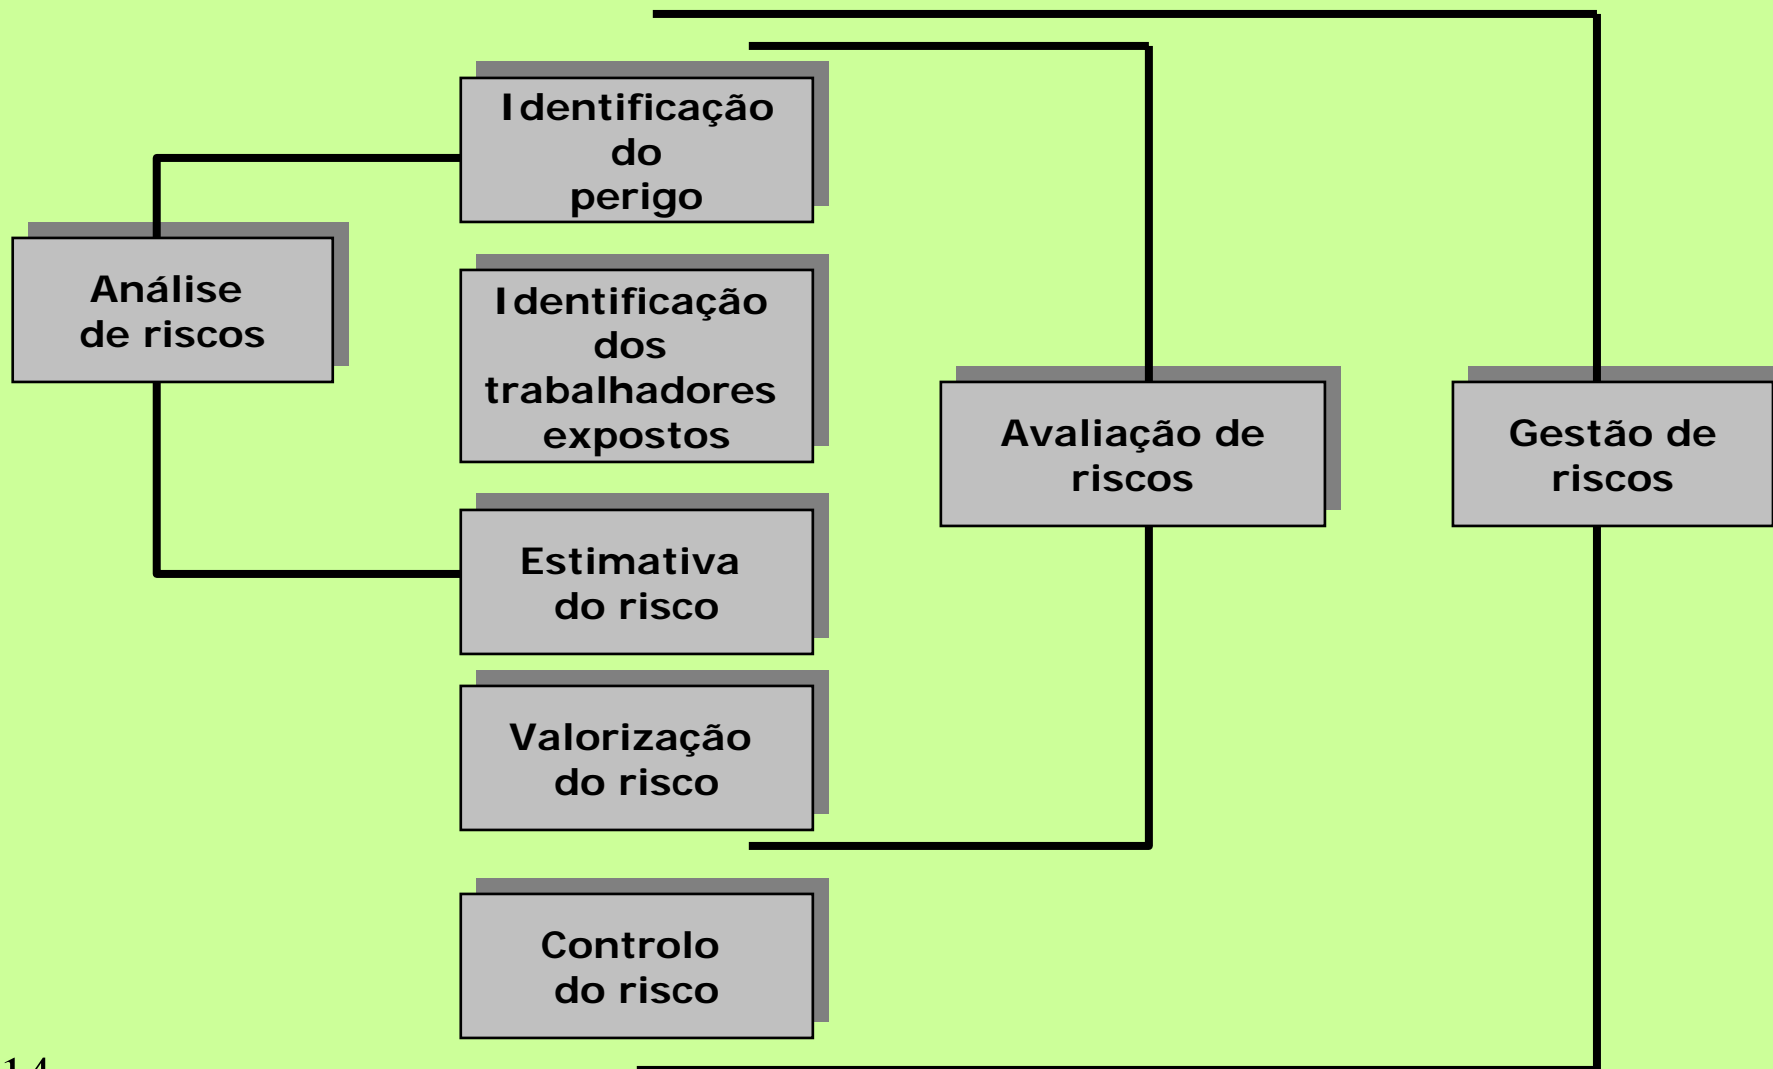 Identificação
do
perigo
Análise
de riscos
Identificação
dos
trabalhadores
expostos
Avaliação de
riscos
Gestão de
riscos
Estimativa
do risco
Valorização
do risco
Controlo
do risco
14